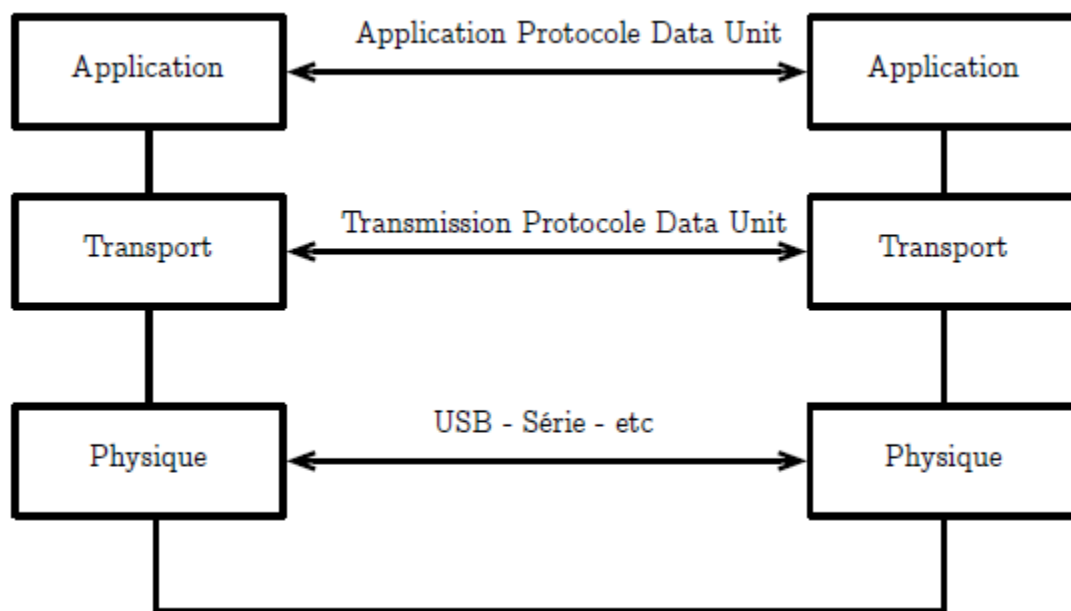 Application Protocole Data Unit
Application
Application
Transmission Protocole Data Unit
Transport
Transport
USB - Série - etc
Physique
Physique